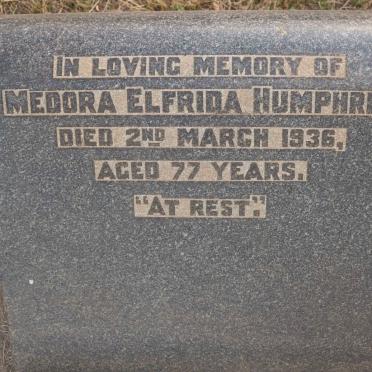 IN LOVING MEMORY OF
MEDORA ELFRIDA HUMPHR
DIED 2ND MARCH 1936,
AGED 77 YEARS.
"AT REST."